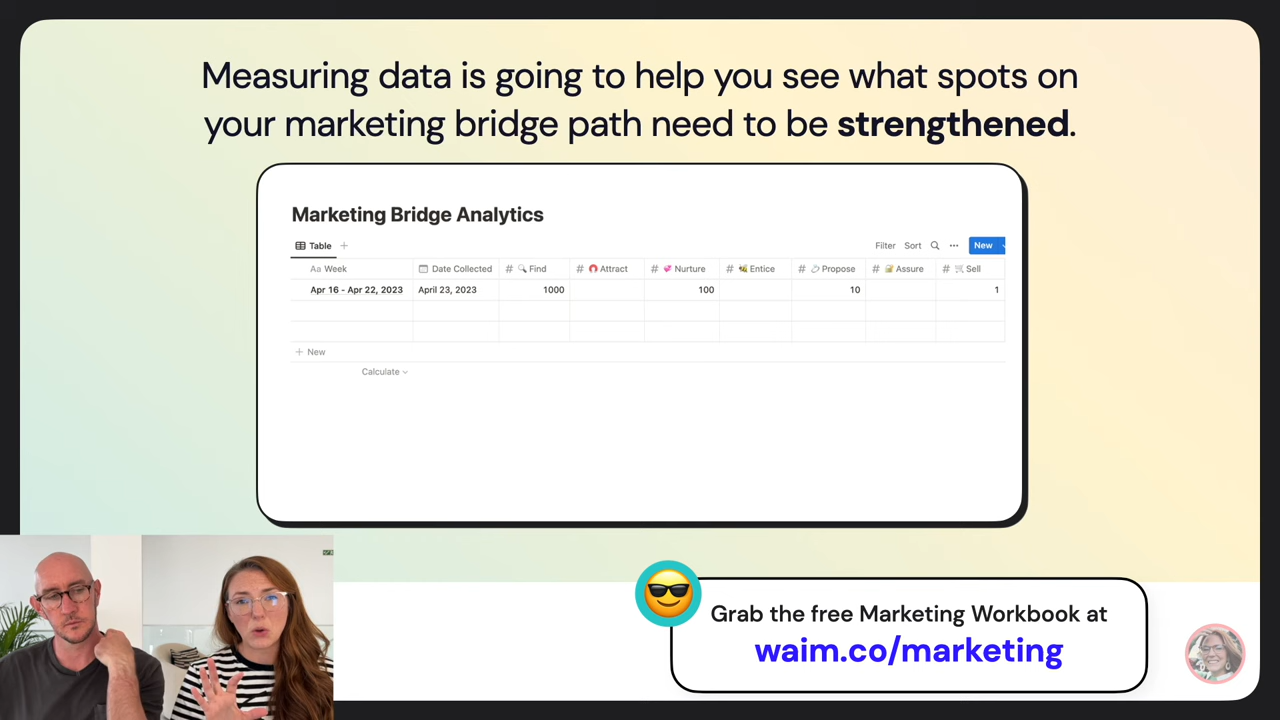 Measuring data is going to help you see what spots on
your marketing bridge path need to be strengthened.
Marketing Bridge Analytics
Table
Filter Sort New
Aa Week Date Collected # Find # Attract # Nurture # Entice # Propose # Assure # Sell
Apr 16 - Apr 22, 2023 April 23, 2023 1000 100 10 1
+ New
Calculate
Grab the free Marketing Workbook at
waim.co/marketing